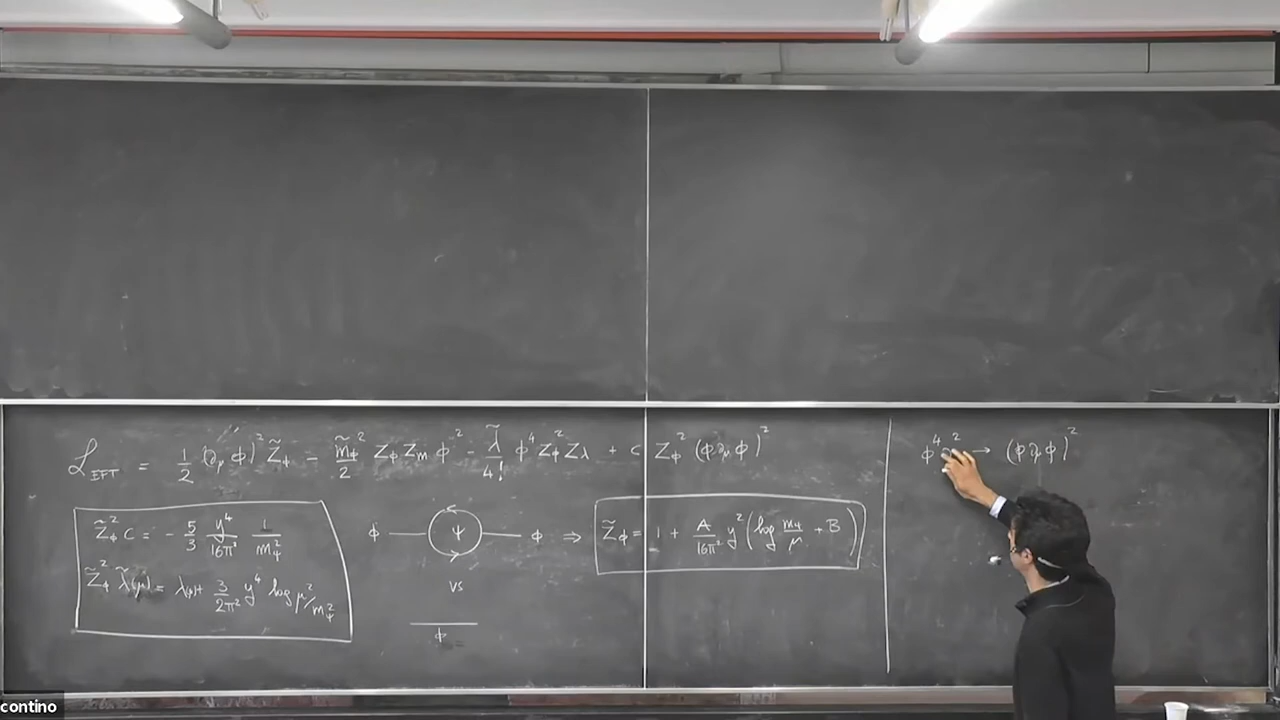 ℒ_EFT = 1/2 (∂_μ ϕ)² Z̃_ϕ − m̃_ϕ²/2 Z_ϕ Z_m ϕ² − λ̃/4! ϕ⁴ Z_ϕ² Z_λ + c Z_ϕ² (ϕ ∂_μ ϕ)²
Z̃_ϕ² c = − 5/3 y⁴/16π² 1/m_ψ²
Z̃_ϕ² λ̃(μ) = λ(μ) + 3/2π² y⁴ log μ²/m_ψ²
ϕ ψ ϕ ⇒ Z̃_ϕ = 1 + A/16π² y² (log m_ψ/μ + B)
vs
ϕ
ϕ⁴ ∂² → (ϕ ∂_μ ϕ)²
contino